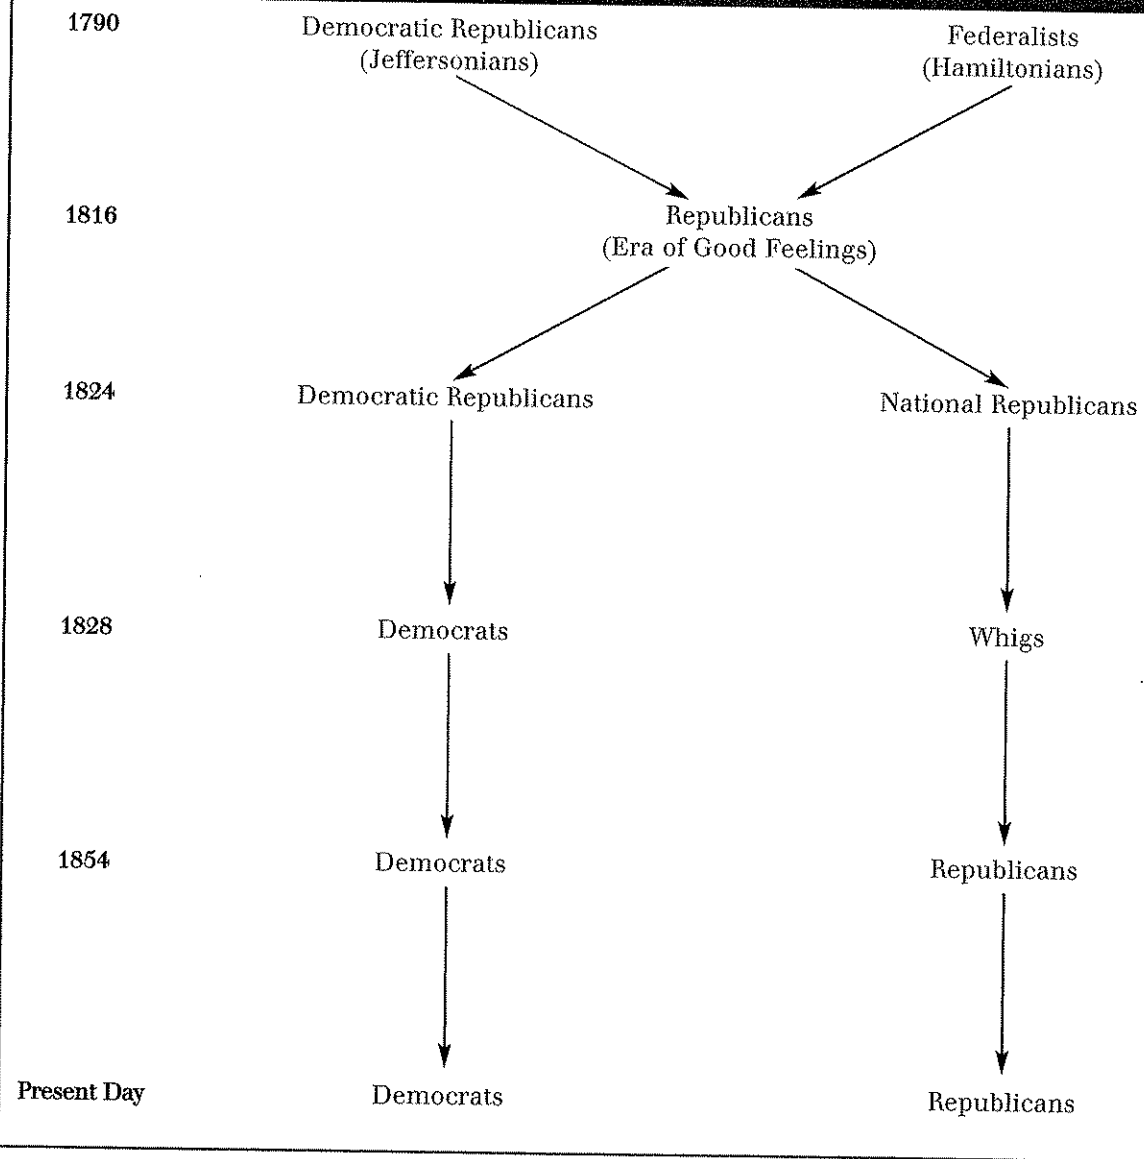 1790
Democratic Republicans
(Jeffersonians)
Federalists
(Hamiltonians)
1816
Republicans
(Era of Good Feelings)
1824
Democratic Republicans
National Republicans
1828
Democrats
Whigs
1854
Democrats
Republicans
Present Day
Democrats
Republicans